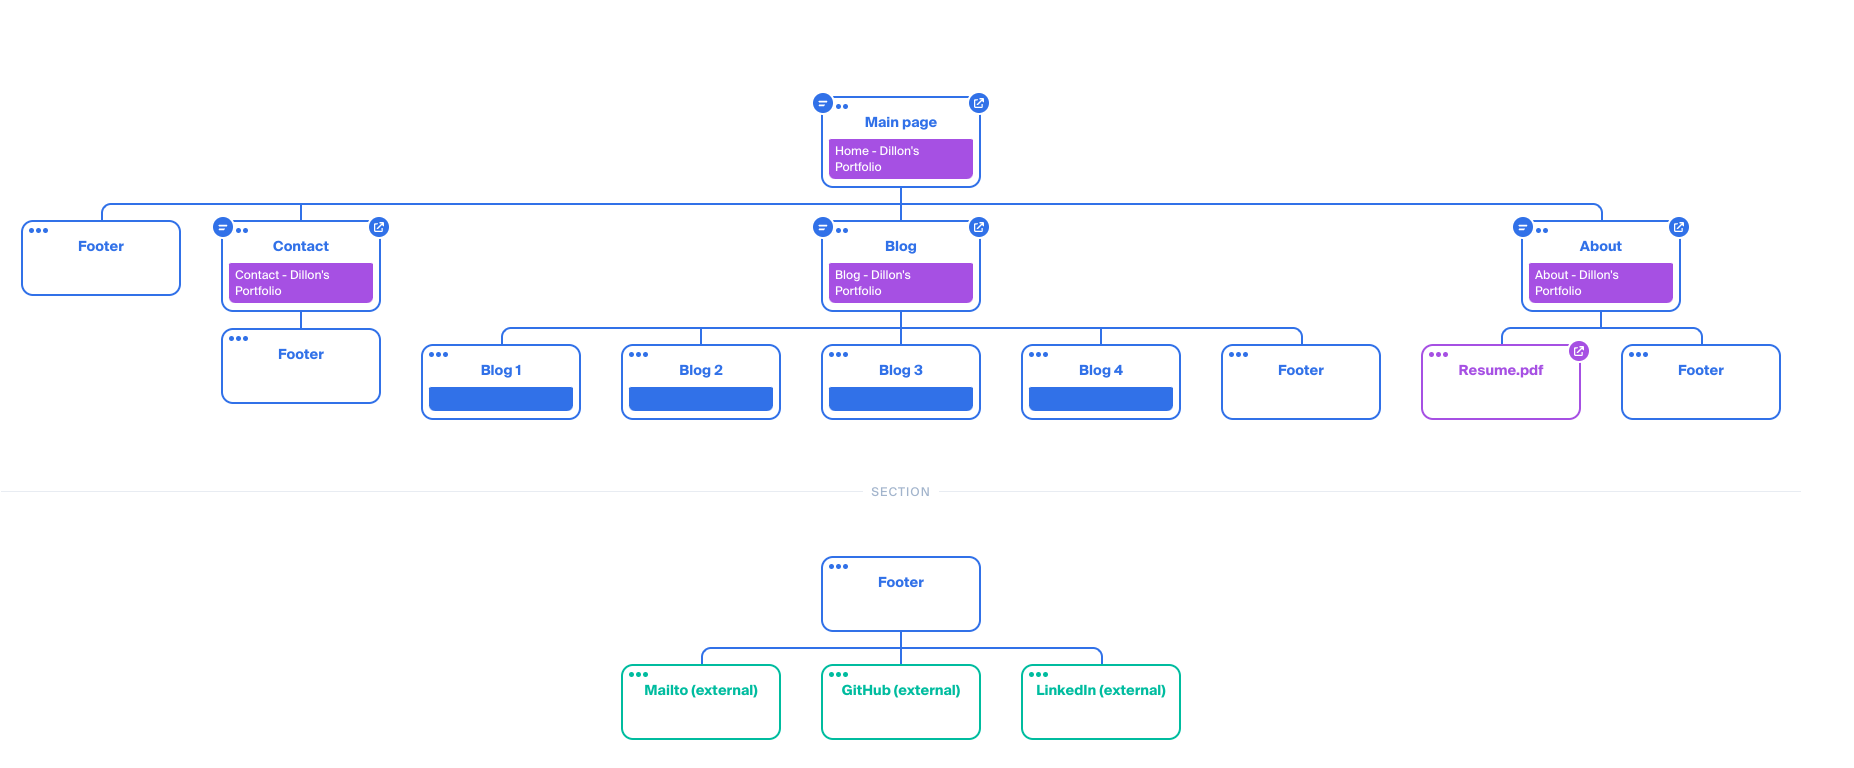 Main page
Home - Dillon's
Portfolio
Footer
Contact
Contact - Dillon's
Portfolio
Blog
Blog - Dillon's
Portfolio
About
About - Dillon's
Portfolio
Footer
Blog 1
Blog 2
Blog 3
Blog 4
Footer
Resume.pdf
Footer
SECTION
Footer
Mailto (external)
GitHub (external)
LinkedIn (external)